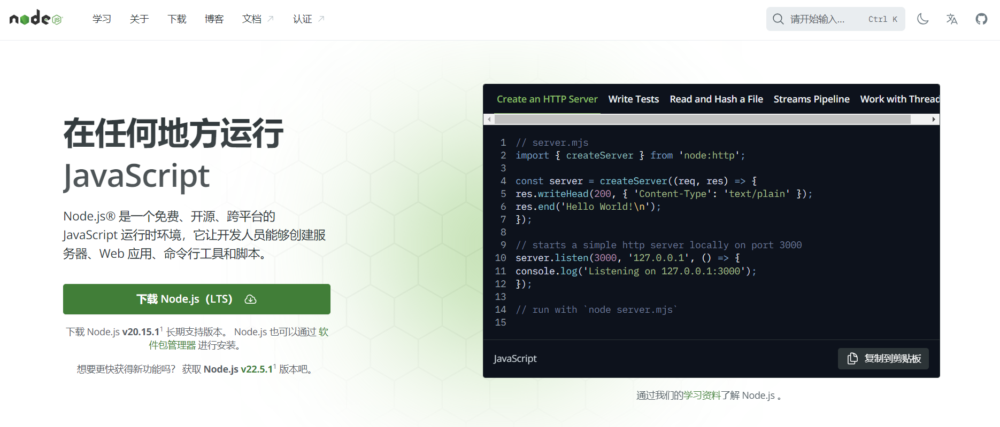 node js
学习 关于 下载 博客 文档 认证
请开始输入... Ctrl K
在任何地方运行
JavaScript
Node.js® 是一个免费、开源、跨平台的
JavaScript 运行时环境，它让开发人员能够创建服
务器、Web 应用、命令行工具和脚本。
下载 Node.js（LTS）
下载 Node.js v20.15.1¹ 长期支持版本。 Node.js 也可以通过 软
件包管理器 进行安装。
想要更快获得新功能吗？ 获取 Node.js v22.5.1¹ 版本吧。
Create an HTTP Server Write Tests Read and Hash a File Streams Pipeline Work with Thread
1 // server.mjs
2 import { createServer } from 'node:http';
3
4 const server = createServer((req, res) => {
5 res.writeHead(200, { 'Content-Type': 'text/plain' });
6 res.end('Hello World!\n');
7 });
8
9 // starts a simple http server locally on port 3000
10 server.listen(3000, '127.0.0.1', () => {
11 console.log('Listening on 127.0.0.1:3000');
12 });
13
14 // run with `node server.mjs`
15
JavaScript 复制到剪贴板
通过我们的学习资料了解 Node.js 。